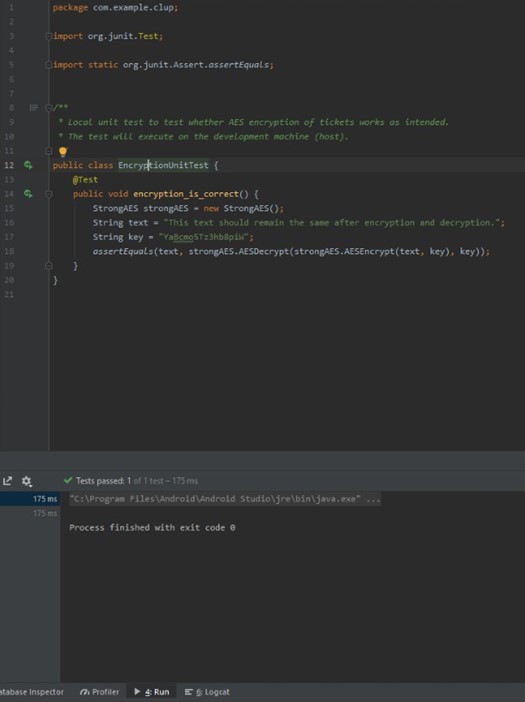 1 package com.example.clup;
2
3 import org.junit.Test;
4
5 import static org.junit.Assert.assertEquals;
6
7
8 /**
9 * Local unit test to test whether AES encryption of tickets works as intended.
10 * The test will execute on the development machine (host).
11
12 public class EncryptionUnitTest {
13 @Test
14 public void encryption_is_correct() {
15 StrongAES strongAES = new StrongAES();
16 String text = "This text should remain the same after encryption and decryption.";
17 String key = "YaBcmo5Tz3hb8piW";
18 assertEquals(text, strongAES.AESDecrypt(strongAES.AESEncrypt(text, key), key));
19 }
20 }
21
Tests passed: 1 of 1 test – 175 ms
175 ms "C:\Program Files\Android\Android Studio\jre\bin\java.exe" ...
175 ms
Process finished with exit code 0
atabase Inspector Profiler 4: Run 6: Logcat